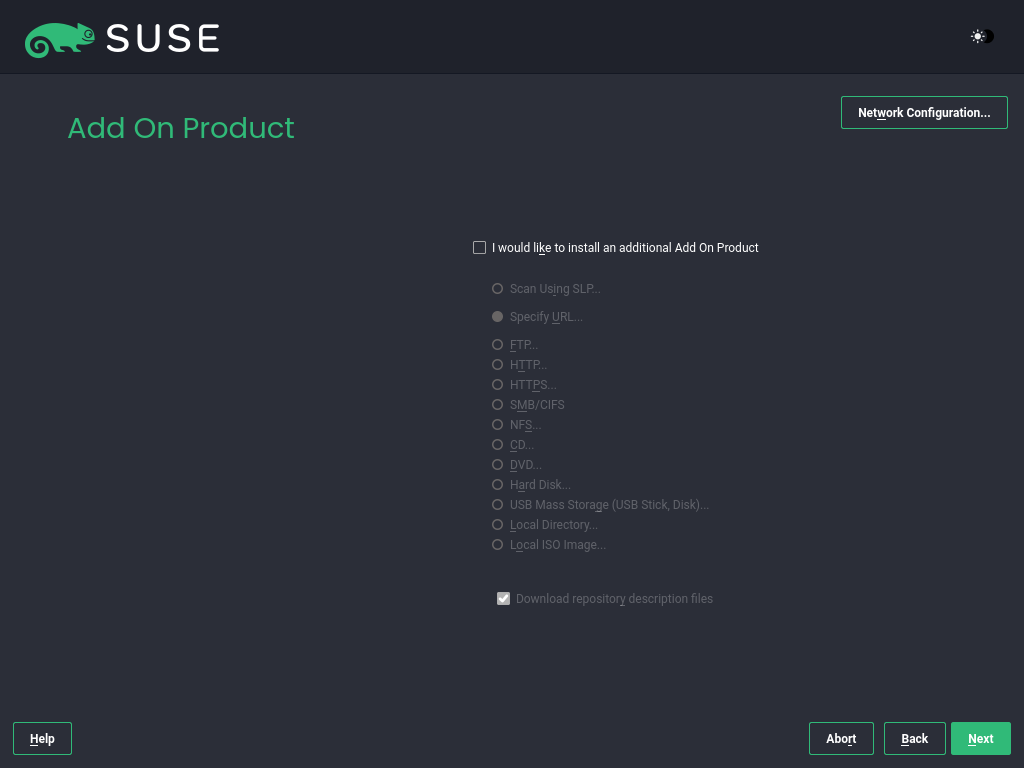 SUSE
Add On Product
Network Configuration...
I would like to install an additional Add On Product
Scan Using SLP...
Specify URL...
FTP...
HTTP...
HTTPS...
SMB/CIFS
NFS...
CD...
DVD...
Hard Disk...
USB Mass Storage (USB Stick, Disk)...
Local Directory...
Local ISO Image...
Download repository description files
Help
Abort
Back
Next